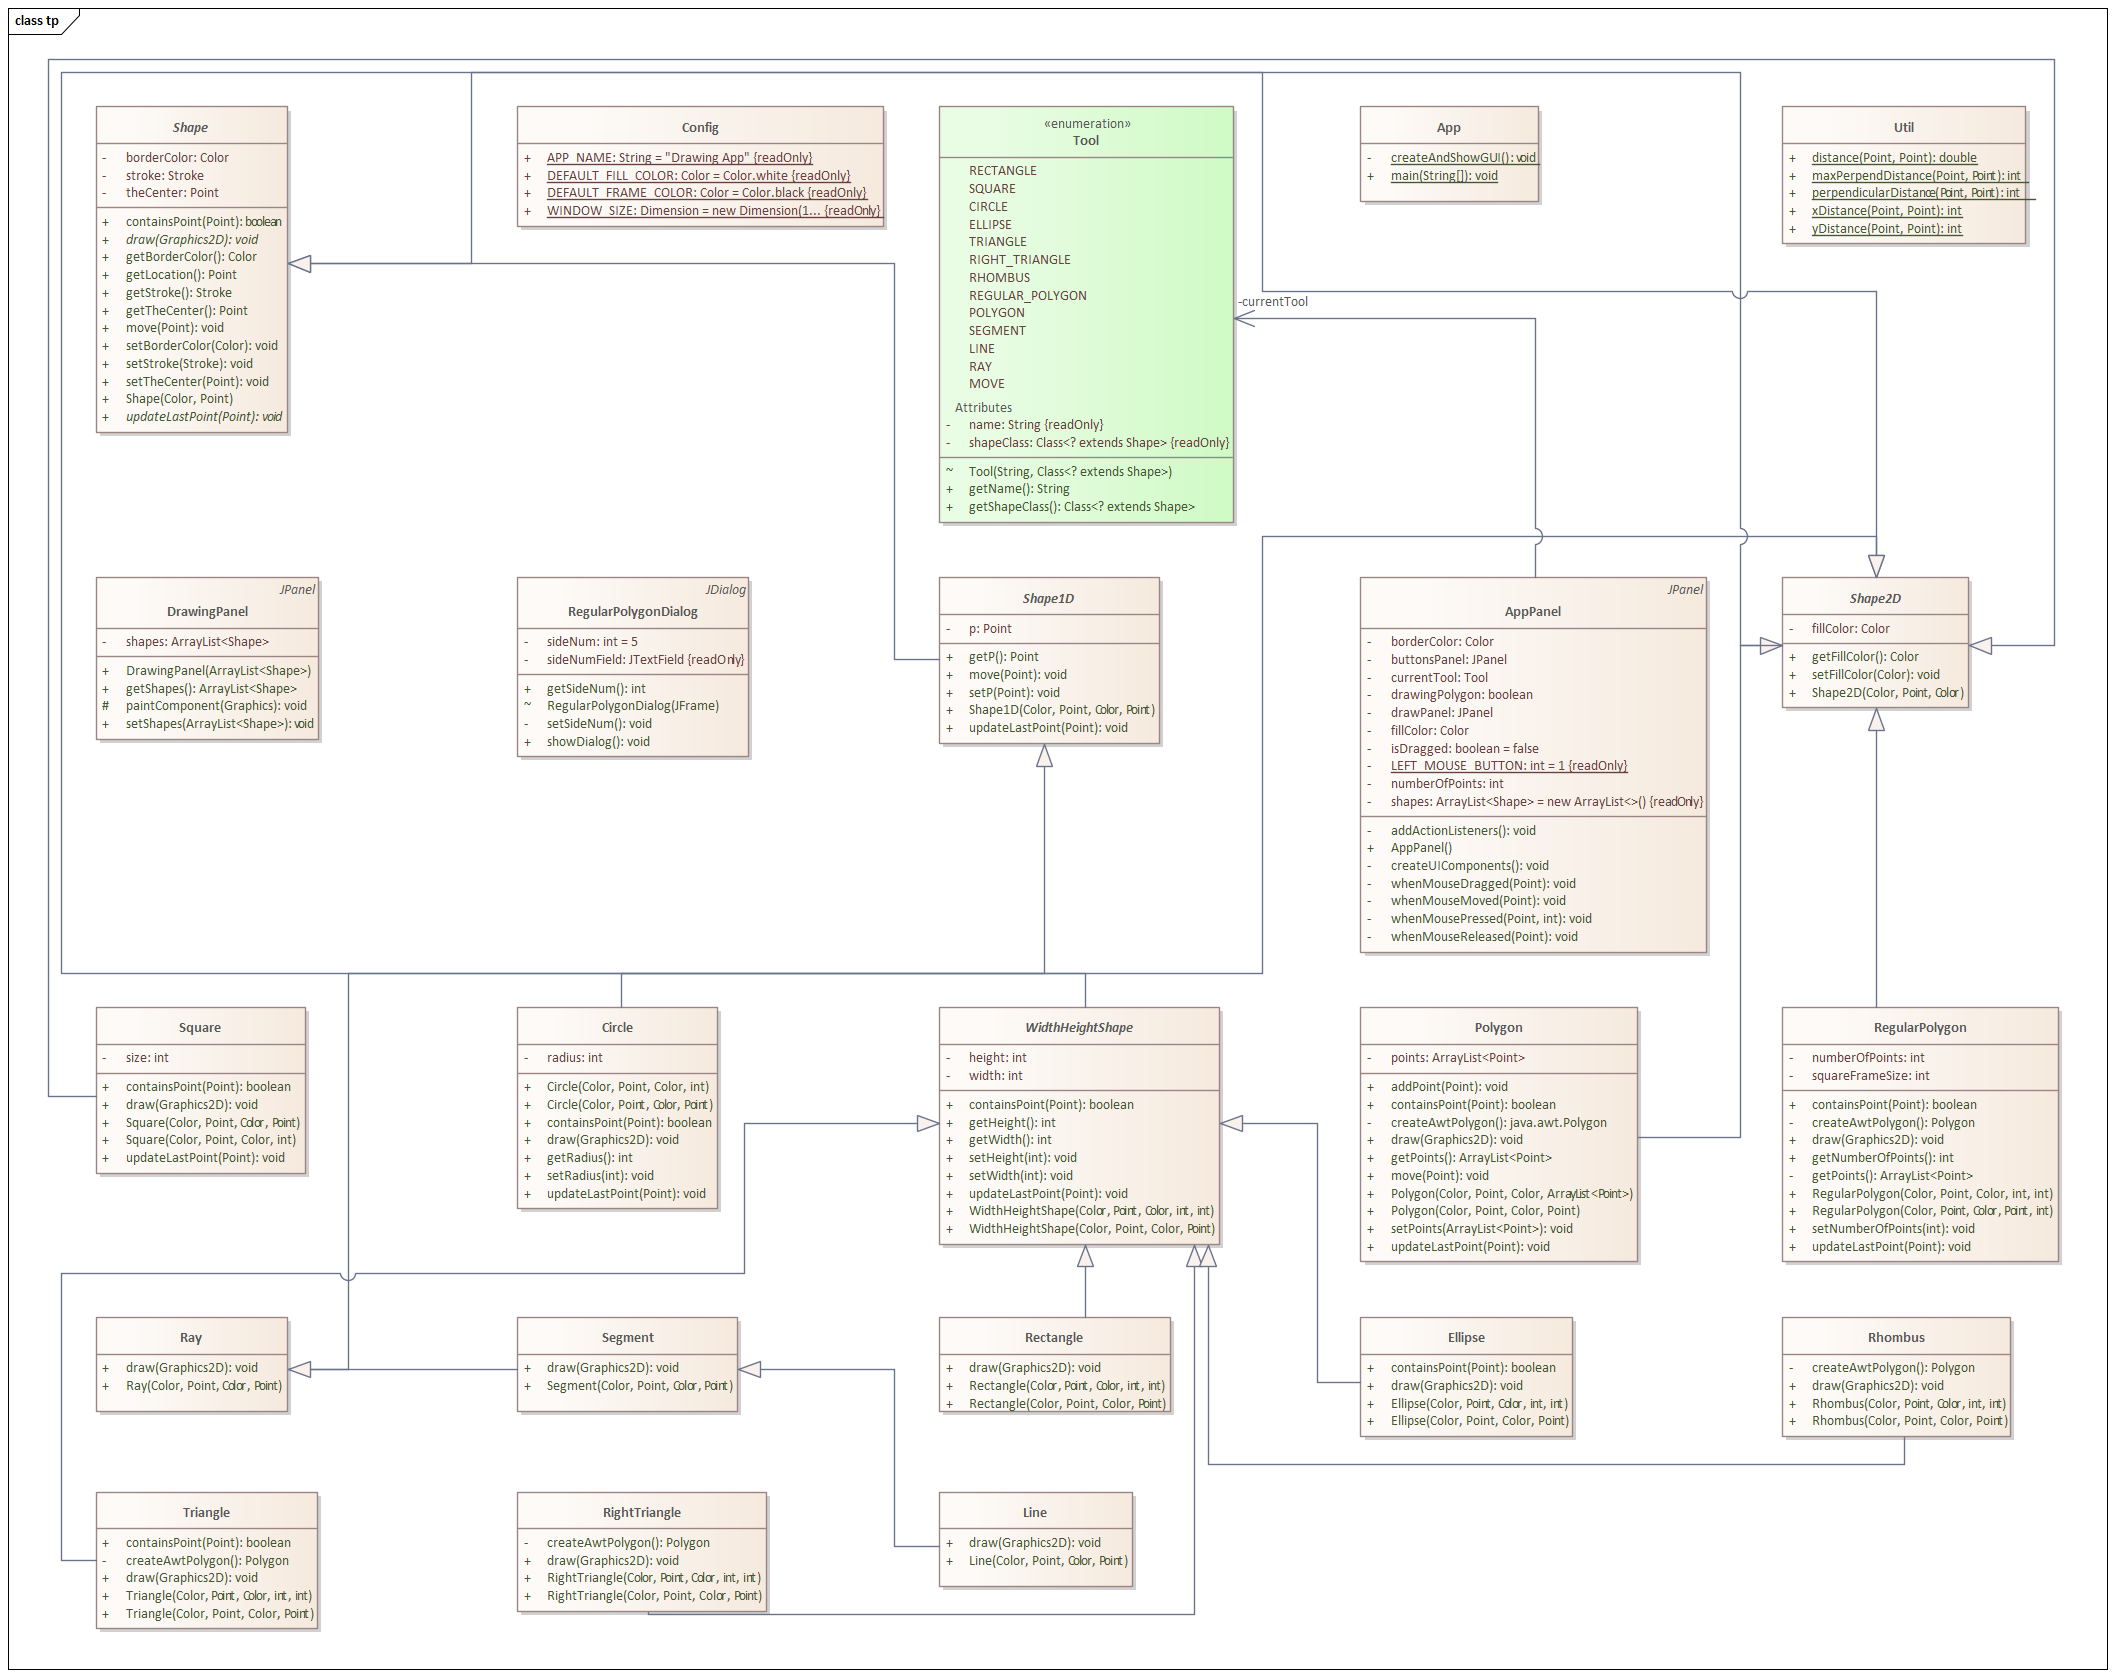 class tp
Shape
- borderColor: Color
- stroke: Stroke
- theCenter: Point
+ containsPoint(Point): boolean
+ draw(Graphics2D): void
+ getBorderColor(): Color
+ getLocation(): Point
+ getStroke(): Stroke
+ getTheCenter(): Point
+ move(Point): void
+ setBorderColor(Color): void
+ setStroke(Stroke): void
+ setTheCenter(Point): void
+ Shape(Color, Point)
+ updateLastPoint(Point): void
Config
+ APP_NAME: String = "Drawing App" {readOnly}
+ DEFAULT_FILL_COLOR: Color = Color.white {readOnly}
+ DEFAULT_FRAME_COLOR: Color = Color.black {readOnly}
+ WINDOW_SIZE: Dimension = new Dimension(1... {readOnly}
«enumeration»
Tool
RECTANGLE
SQUARE
CIRCLE
ELLIPSE
TRIANGLE
RIGHT_TRIANGLE
RHOMBUS
REGULAR_POLYGON
POLYGON
SEGMENT
LINE
RAY
MOVE
Attributes
- name: String {readOnly}
- shapeClass: Class<? extends Shape> {readOnly}
~ Tool(String, Class<? extends Shape>)
+ getName(): String
+ getShapeClass(): Class<? extends Shape>
-currentTool
App
- createAndShowGUI(): void
+ main(String[]): void
Util
+ distance(Point, Point): double
+ maxPerpendDistance(Point, Point): int
+ perpendicularDistance(Point, Point): int
+ xDistance(Point, Point): int
+ yDistance(Point, Point): int
JPanel
DrawingPanel
- shapes: ArrayList<Shape>
+ DrawingPanel(ArrayList<Shape>)
+ getShapes(): ArrayList<Shape>
# paintComponent(Graphics): void
+ setShapes(ArrayList<Shape>): void
JDialog
RegularPolygonDialog
- sideNum: int = 5
- sideNumField: JTextField {readOnly}
+ getSideNum(): int
~ RegularPolygonDialog(JFrame)
- setSideNum(): void
+ showDialog(): void
Shape1D
- p: Point
+ getP(): Point
+ move(Point): void
+ setP(Point): void
+ Shape1D(Color, Point, Color, Point)
+ updateLastPoint(Point): void
JPanel
AppPanel
- borderColor: Color
- buttonsPanel: JPanel
- currentTool: Tool
- drawingPolygon: boolean
- drawPanel: JPanel
- fillColor: Color
- isDragged: boolean = false
- LEFT_MOUSE_BUTTON: int = 1 {readOnly}
- numberOfPoints: int
- shapes: ArrayList<Shape> = new ArrayList<>() {readOnly}
- addActionListeners(): void
+ AppPanel()
- createUIComponents(): void
- whenMouseDragged(Point): void
- whenMouseMoved(Point): void
- whenMousePressed(Point, int): void
- whenMouseReleased(Point): void
Shape2D
- fillColor: Color
+ getFillColor(): Color
+ setFillColor(Color): void
+ Shape2D(Color, Point, Color)
Square
- size: int
+ containsPoint(Point): boolean
+ draw(Graphics2D): void
+ Square(Color, Point, Color, Point)
+ Square(Color, Point, Color, int)
+ updateLastPoint(Point): void
Circle
- radius: int
+ Circle(Color, Point, Color, int)
+ Circle(Color, Point, Color, Point)
+ containsPoint(Point): boolean
+ draw(Graphics2D): void
+ getRadius(): int
+ setRadius(int): void
+ updateLastPoint(Point): void
WidthHeightShape
- height: int
- width: int
+ containsPoint(Point): boolean
+ getHeight(): int
+ getWidth(): int
+ setHeight(int): void
+ setWidth(int): void
+ updateLastPoint(Point): void
+ WidthHeightShape(Color, Point, Color, int, int)
+ WidthHeightShape(Color, Point, Color, Point)
Polygon
- points: ArrayList<Point>
+ addPoint(Point): void
+ containsPoint(Point): boolean
- createAwtPolygon(): java.awt.Polygon
+ draw(Graphics2D): void
+ getPoints(): ArrayList<Point>
+ move(Point): void
+ Polygon(Color, Point, Color, ArrayList<Point>)
+ Polygon(Color, Point, Color, Point)
+ setPoints(ArrayList<Point>): void
+ updateLastPoint(Point): void
RegularPolygon
- numberOfPoints: int
- squareFrameSize: int
+ containsPoint(Point): boolean
- createAwtPolygon(): Polygon
+ draw(Graphics2D): void
+ getNumberOfPoints(): int
- getPoints(): ArrayList<Point>
+ RegularPolygon(Color, Point, Color, int, int)
+ RegularPolygon(Color, Point, Color, Point, int)
+ setNumberOfPoints(int): void
+ updateLastPoint(Point): void
Ray
+ draw(Graphics2D): void
+ Ray(Color, Point, Color, Point)
Segment
+ draw(Graphics2D): void
+ Segment(Color, Point, Color, Point)
Rectangle
+ draw(Graphics2D): void
+ Rectangle(Color, Point, Color, int, int)
+ Rectangle(Color, Point, Color, Point)
Ellipse
+ containsPoint(Point): boolean
+ draw(Graphics2D): void
+ Ellipse(Color, Point, Color, int, int)
+ Ellipse(Color, Point, Color, Point)
Rhombus
- createAwtPolygon(): Polygon
+ draw(Graphics2D): void
+ Rhombus(Color, Point, Color, int, int)
+ Rhombus(Color, Point, Color, Point)
Triangle
+ containsPoint(Point): boolean
- createAwtPolygon(): Polygon
+ draw(Graphics2D): void
+ Triangle(Color, Point, Color, int, int)
+ Triangle(Color, Point, Color, Point)
RightTriangle
- createAwtPolygon(): Polygon
+ draw(Graphics2D): void
+ RightTriangle(Color, Point, Color, int, int)
+ RightTriangle(Color, Point, Color, Point)
Line
+ draw(Graphics2D): void
+ Line(Color, Point, Color, Point)